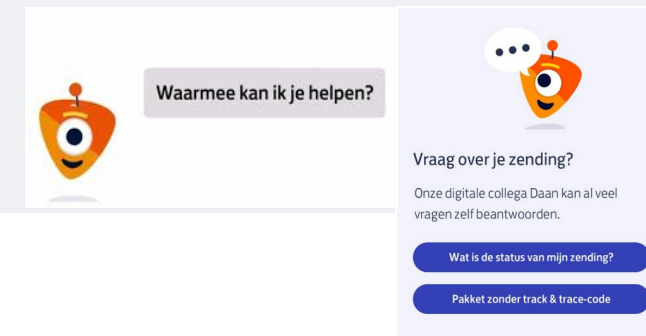 Waarmee kan ik je helpen?
Vraag over je zending?
Onze digitale collega Daan kan al veel
vragen zelf beantwoorden.
Wat is de status van mijn zending?
Pakket zonder track & trace-code